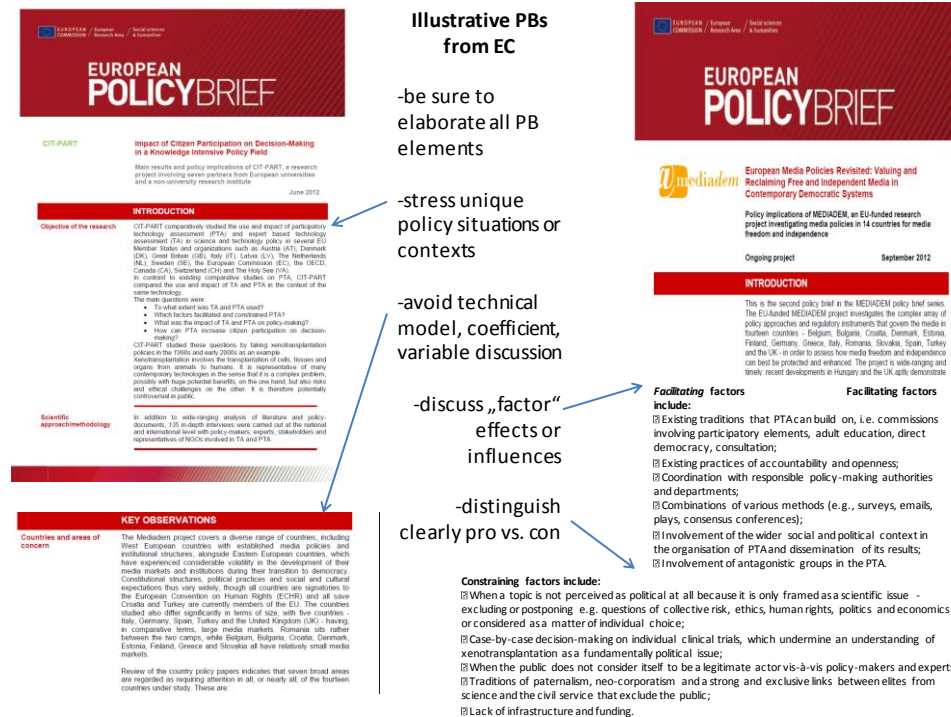 EUROPEAN COMMISSION / European Research Area / Social sciences & humanities
EUROPEAN
POLICYBRIEF
CIT-PART
Impact of Citizen Participation on Decision-Making
in a Knowledge Intensive Policy Field
Main results and policy implications of CIT-PART, a research
project involving seven partners from European universities
and a non-university research institute
June 2012
INTRODUCTION
Objective of the research
CIT-PART comparatively studied the use and impact of participatory
technology assessment (PTA) and expert based technology
assessment (TA) in science and technology policy in several EU
Member States and organizations such as Austria (AT), Denmark
(DK), Great Britain (GB), Italy (IT), Latvia (LV), The Netherlands
(NL), Sweden (SE), the European Commission (EC), the OECD,
Canada (CA), Switzerland (CH) and The Holy See (VA).
In contrast to existing comparative studies on PTA, CIT-PART
compared the use and impact of TA and PTA in the context of the
same technology.
The main questions were:
• To what extent was TA and PTA used?
• Which factors facilitated and constrained PTA?
• What was the impact of TA and PTA on policy-making?
• How can PTA increase citizen participation on decision-
making?
CIT-PART studied these questions by taking xenotransplantation
policies in the 1990s and early 2000s as an example.
Xenotransplantation involves the transplantation of cells, tissues and
organs from animals to humans. It is representative of many
contemporary technologies in the sense that it is a complex problem,
possibly with huge potential benefits, on the one hand, but also risks
and ethical challenges on the other. It is therefore potentially
controversial in public.
Scientific
approach/methodology
In addition to wide-ranging analysis of literature and policy-
documents, 135 in-depth interviews were carried out at the national
and international level with policy-makers, experts, stakeholders and
representatives of NGOs involved in TA and PTA.
KEY OBSERVATIONS
Countries and areas of
concern
The Mediadem project covers a diverse range of countries, including
West European countries with established media policies and
institutional structures, alongside Eastern European countries, which
have experienced considerable volatility in the development of their
media markets and institutions during their transition to democracy.
Constitutional structures, political practices and social and cultural
expectations thus vary widely, though all countries are signatories to
the European Convention on Human Rights (ECHR) and all save
Croatia and Turkey are currently members of the EU. The countries
studied also differ significantly in terms of size, with five countries -
Italy, Germany, Spain, Turkey and the United Kingdom (UK) - having,
in comparative terms, large media markets. Romania sits rather
between the two camps, while Belgium, Bulgaria, Croatia, Denmark,
Estonia, Finland, Greece and Slovakia all have relatively small media
markets.
Review of the country policy papers indicates that seven broad areas
are regarded as requiring attention in all, or nearly all, of the fourteen
countries under study. These are:
Illustrative PBs
from EC
-be sure to
elaborate all PB
elements
-stress unique
policy situations or
contexts
-avoid technical
model, coefficient,
variable discussion
-discuss „factor“
effects or
influences
-distinguish
clearly pro vs. con
EUROPEAN COMMISSION / European Research Area / Social sciences & humanities
EUROPEAN
POLICYBRIEF
mediadem
European Media Policies Revisited: Valuing and
Reclaiming Free and Independent Media in
Contemporary Democratic Systems
Policy implications of MEDIADEM, an EU-funded research
project investigating media policies in 14 countries for media
freedom and independence
Ongoing project September 2012
INTRODUCTION
This is the second policy brief in the MEDIADEM policy brief series.
The EU-funded MEDIADEM project investigates the complex array of
policy approaches and regulatory instruments that govern the media in
fourteen countries - Belgium, Bulgaria, Croatia, Denmark, Estonia,
Finland, Germany, Greece, Italy, Romania, Slovakia, Spain, Turkey
and the UK - in order to assess how media freedom and independence
can best be protected and enhanced. The project is wide-ranging and
timely: recent developments in Hungary and the UK aptly demonstrate
Facilitating factors Facilitating factors
include:
⍰ Existing traditions that PTA can build on, i.e. commissions
involving participatory elements, adult education, direct
democracy, consultation;
⍰ Existing practices of accountability and openness;
⍰ Coordination with responsible policy-making authorities
and departments;
⍰ Combinations of various methods (e.g., surveys, emails,
plays, consensus conferences);
⍰ Involvement of the wider social and political context in
the organisation of PTA and dissemination of its results;
⍰ Involvement of antagonistic groups in the PTA.
Constraining factors include:
⍰ When a topic is not perceived as political at all because it is only framed as a scientific issue -
excluding or postponing e.g. questions of collective risk, ethics, human rights, politics and economics
or considered as a matter of individual choice;
⍰ Case-by-case decision-making on individual clinical trials, which undermine an understanding of
xenotransplantation as a fundamentally political issue;
⍰ When the public does not consider itself to be a legitimate actor vis-à-vis policy-makers and experts
⍰ Traditions of paternalism, neo-corporatism and a strong and exclusive links between elites from
science and the civil service that exclude the public;
⍰ Lack of infrastructure and funding.